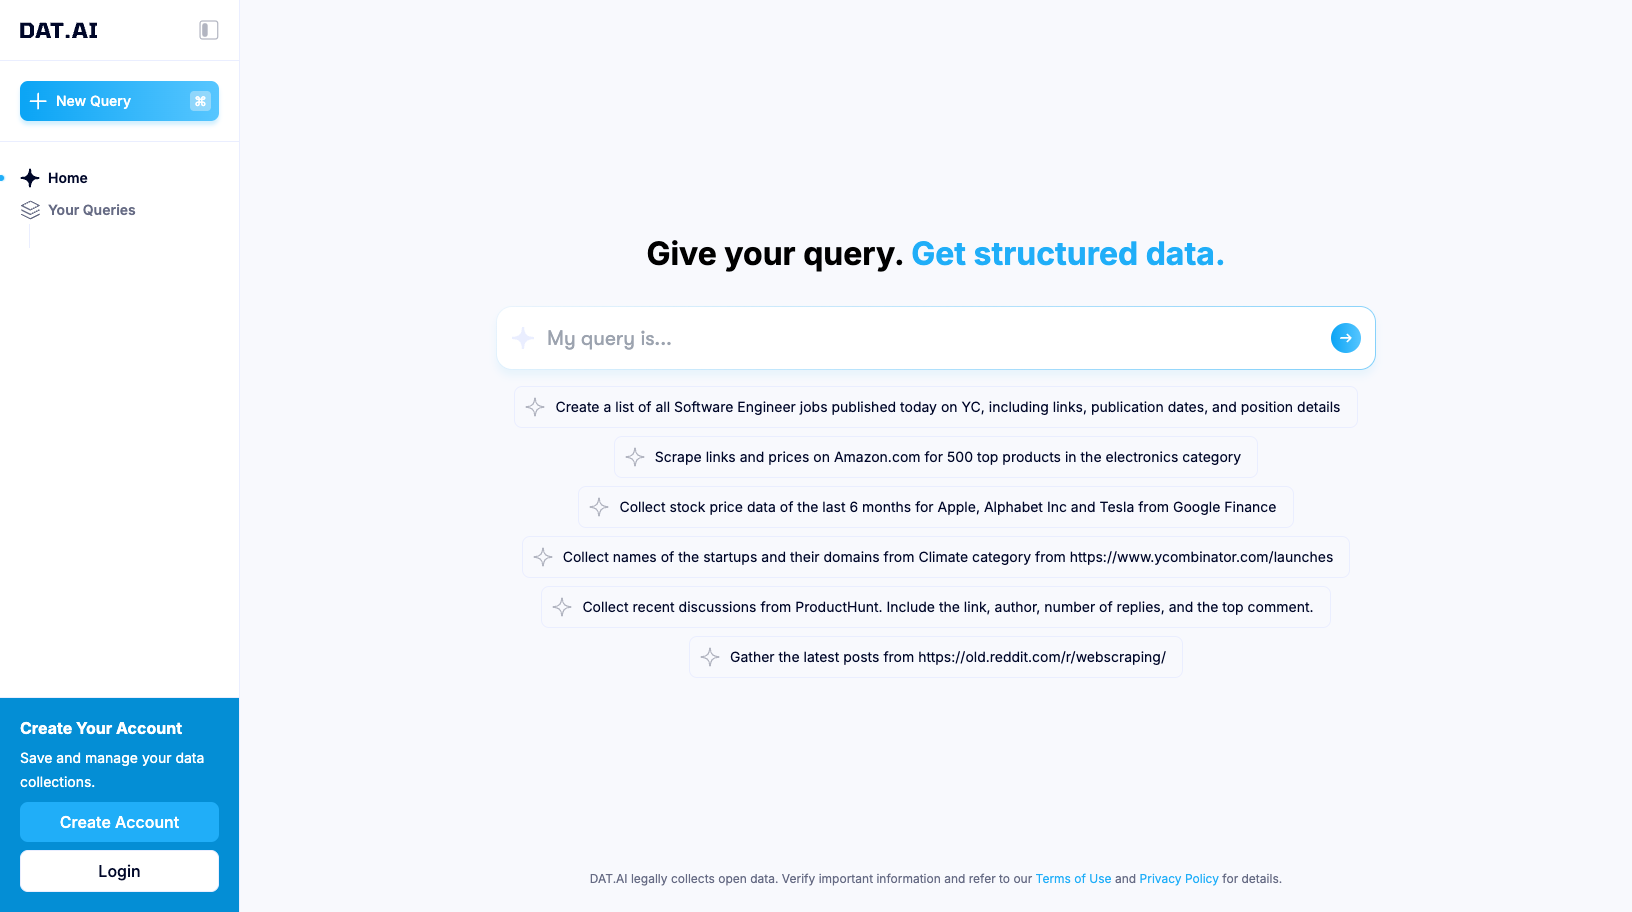 DAT.AI
New Query ⌘
Home
Your Queries
Give your query. Get structured data.
My query is...
Create a list of all Software Engineer jobs published today on YC, including links, publication dates, and position details
Scrape links and prices on Amazon.com for 500 top products in the electronics category
Collect stock price data of the last 6 months for Apple, Alphabet Inc and Tesla from Google Finance
Collect names of the startups and their domains from Climate category from https://www.ycombinator.com/launches
Collect recent discussions from ProductHunt. Include the link, author, number of replies, and the top comment.
Gather the latest posts from https://old.reddit.com/r/webscraping/
Create Your Account
Save and manage your data
collections.
Create Account
Login
DAT.AI legally collects open data. Verify important information and refer to our Terms of Use and Privacy Policy for details.